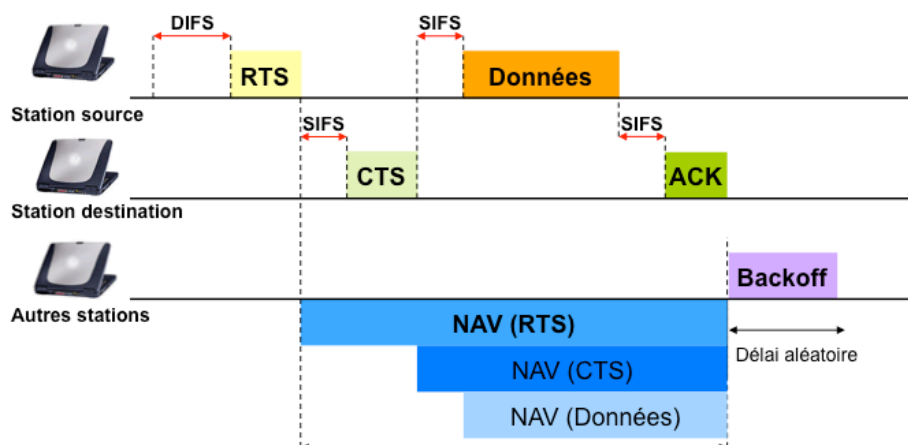 DIFS
SIFS
RTS
Données
Station source
SIFS
SIFS
CTS
ACK
Station destination
Backoff
Autres stations
NAV (RTS)
Délai aléatoire
NAV (CTS)
NAV (Données)